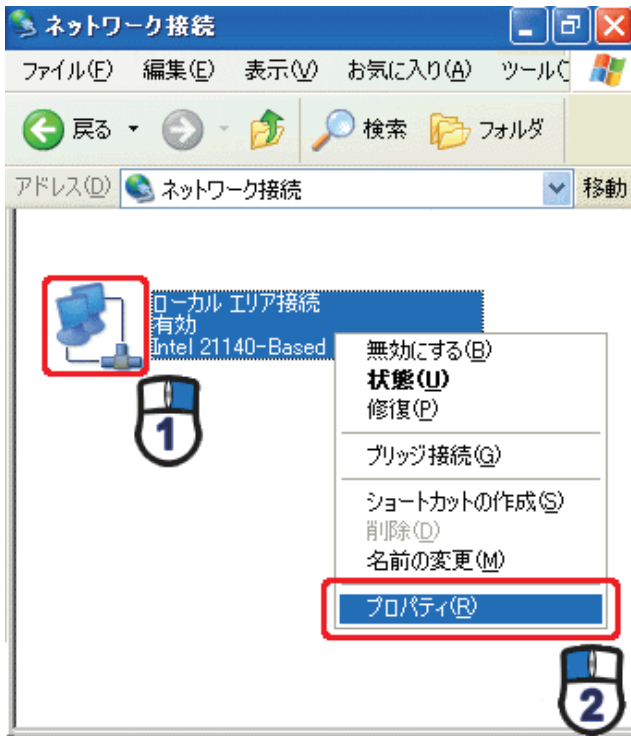 ネットワーク接続
ファイル(F) 編集(E) 表示(V) お気に入り(A) ツール(
戻る 検索 フォルダ
アドレス(D) ネットワーク接続 移動
ローカル エリア接続
有効
Intel 21140-Based
無効にする(B)
状態(U)
修復(P)
ブリッジ接続(G)
ショートカットの作成(S)
削除(D)
名前の変更(M)
プロパティ(R)
1
2